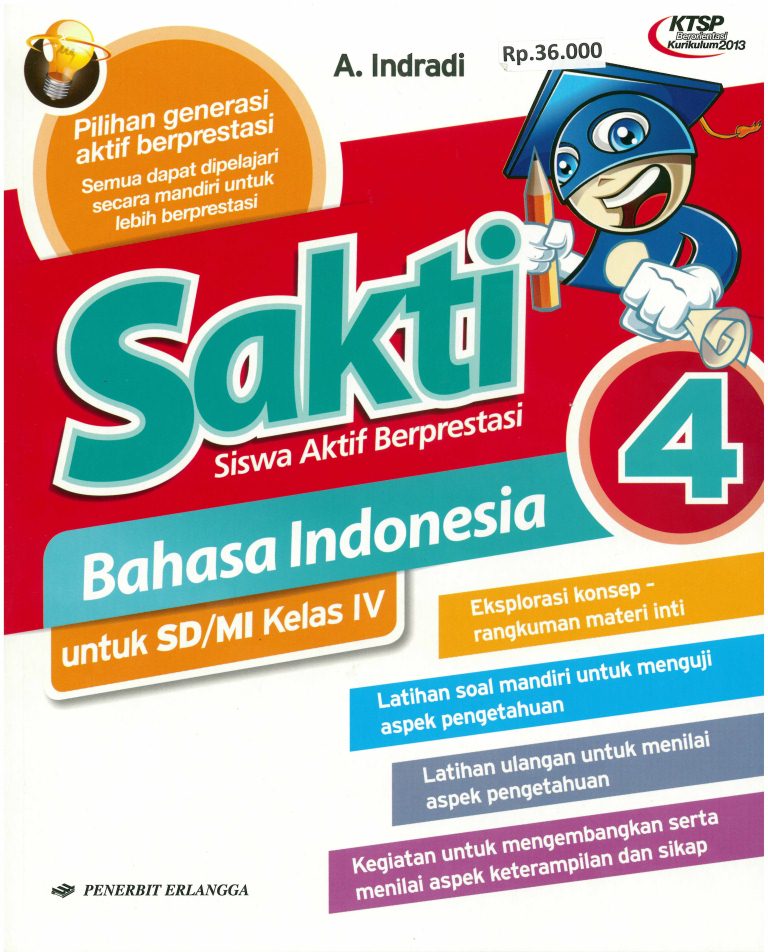 A. Indradi
Rp.36.000
KTSP
Berorientasi
Kurikulum2013
Pilihan generasi
aktif berprestasi
Semua dapat dipelajari
secara mandiri untuk
lebih berprestasi
Sakti
Siswa Aktif Berprestasi
4
Bahasa Indonesia
untuk SD/MI Kelas IV
Eksplorasi konsep –
rangkuman materi inti
Latihan soal mandiri untuk menguji
aspek pengetahuan
Latihan ulangan untuk menilai
aspek pengetahuan
Kegiatan untuk mengembangkan serta
menilai aspek keterampilan dan sikap
PENERBIT ERLANGGA